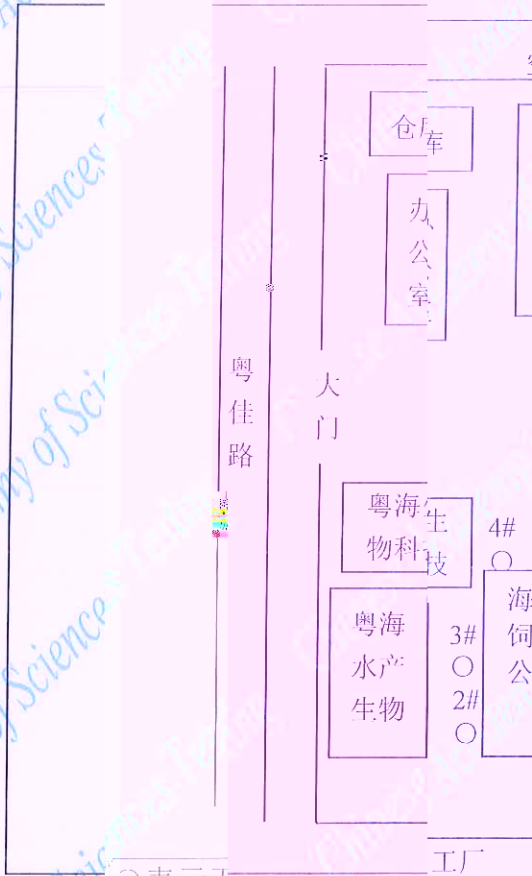 仓库
办
公
室
粤
佳
路
大
门
粤海生
物科技
4#
粤海
水产
生物
3#
2#
海
饲
公
工厂